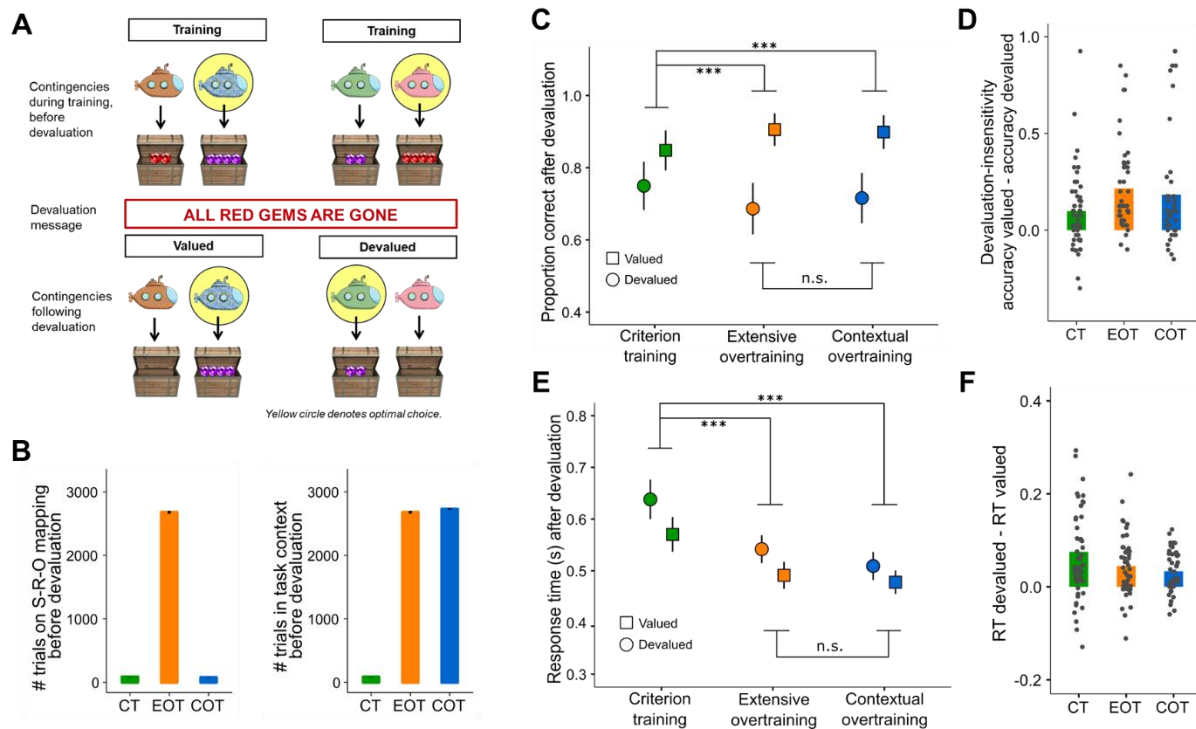 A
Training
Training
Contingencies
during training,
before
devaluation
Devaluation
message
ALL RED GEMS ARE GONE
Valued
Devalued
Contingencies
following
devaluation
Yellow circle denotes optimal choice.
B
# trials on S-R-O mapping
before devaluation
3000
2000
1000
0
CT EOT COT
# trials in task context
before devaluation
3000
2000
1000
0
CT EOT COT
C
Proportion correct after devaluation
1.0
0.8
0.6
0.4
***
***
n.s.
Valued
Devalued
Criterion
training
Extensive
overtraining
Contextual
overtraining
D
Devaluation-insensitivity
accuracy valued - accuracy devalued
1.0
0.5
0.0
CT EOT COT
E
Response time (s) after devaluation
0.8
0.7
0.6
0.5
0.4
0.3
***
***
n.s.
Valued
Devalued
Criterion
training
Extensive
overtraining
Contextual
overtraining
F
RT devalued - RT valued
0.4
0.2
0.0
-0.2
CT EOT COT